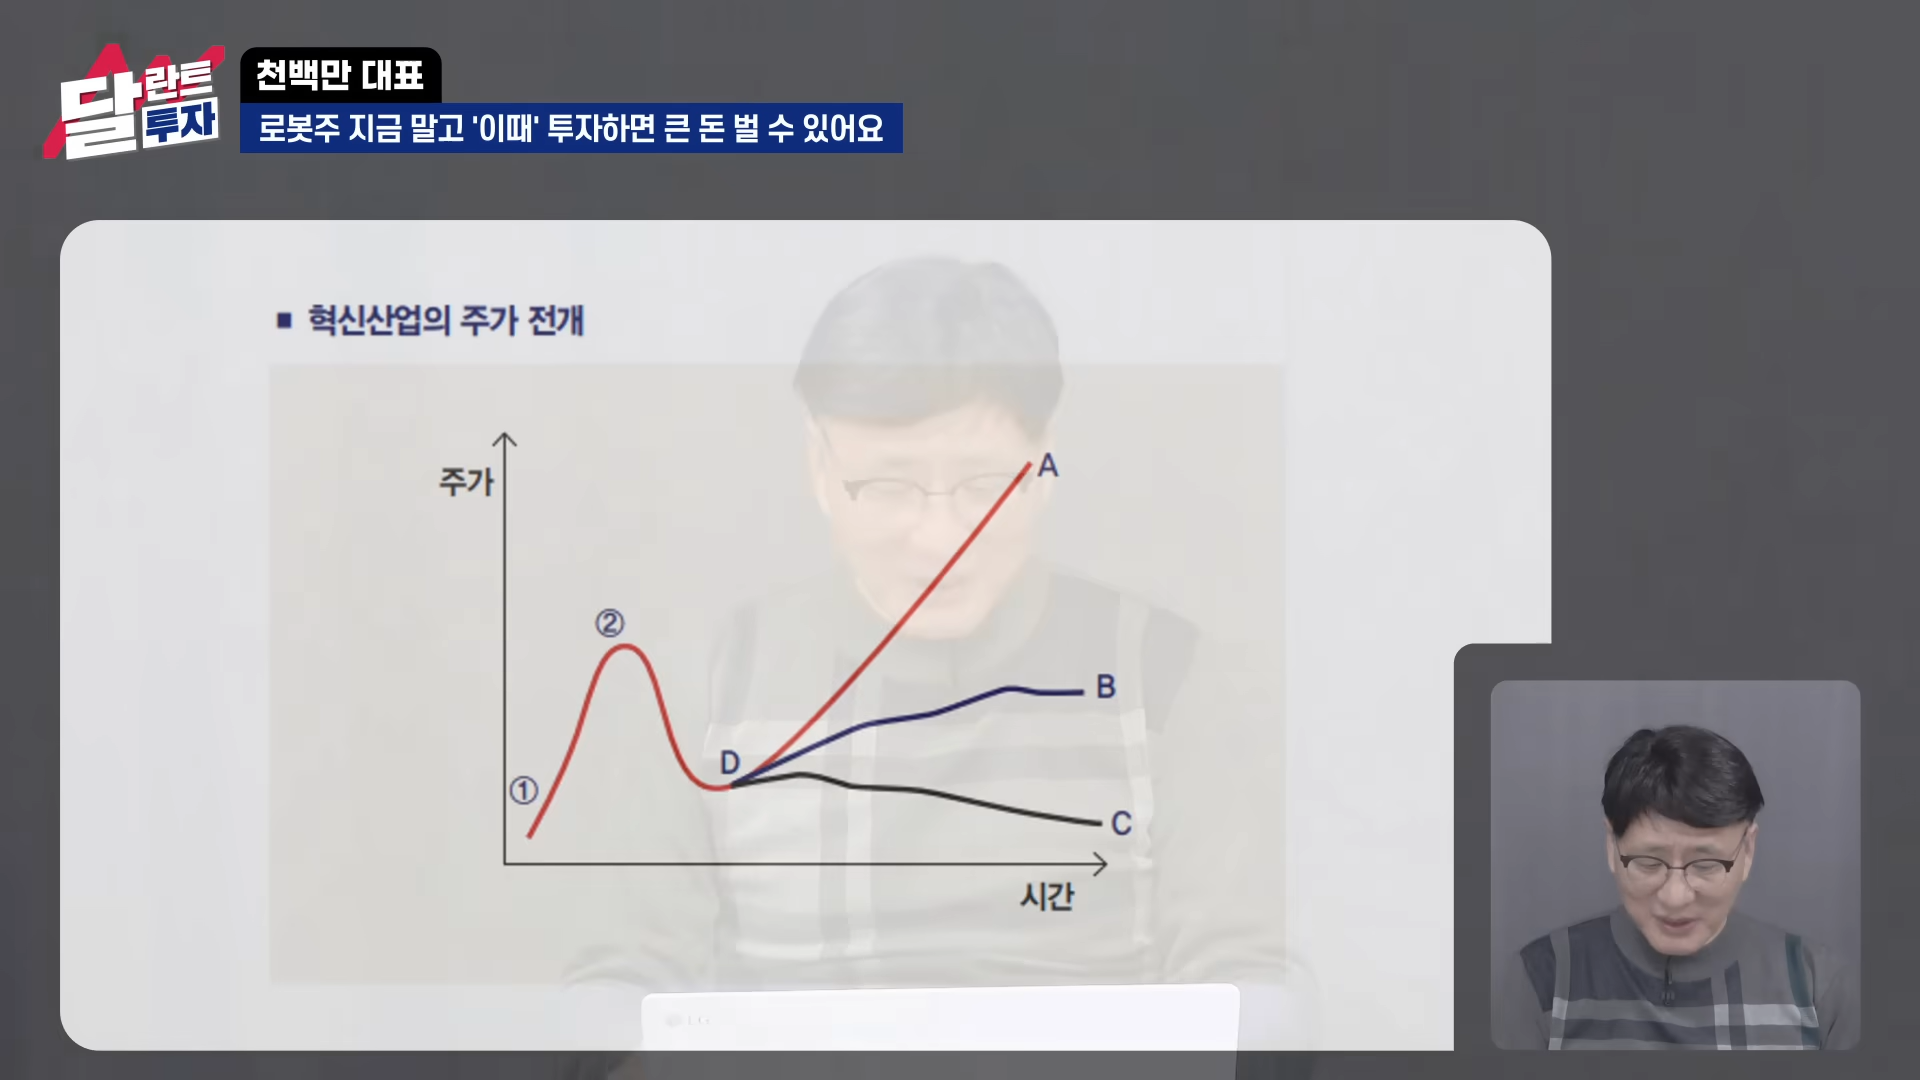 달란트
투자
천백만 대표
로봇주 지금 말고 '이때' 투자하면 큰 돈 벌 수 있어요
■ 혁신산업의 주가 전개
주가
A
②
B
D
①
C
시간
LG